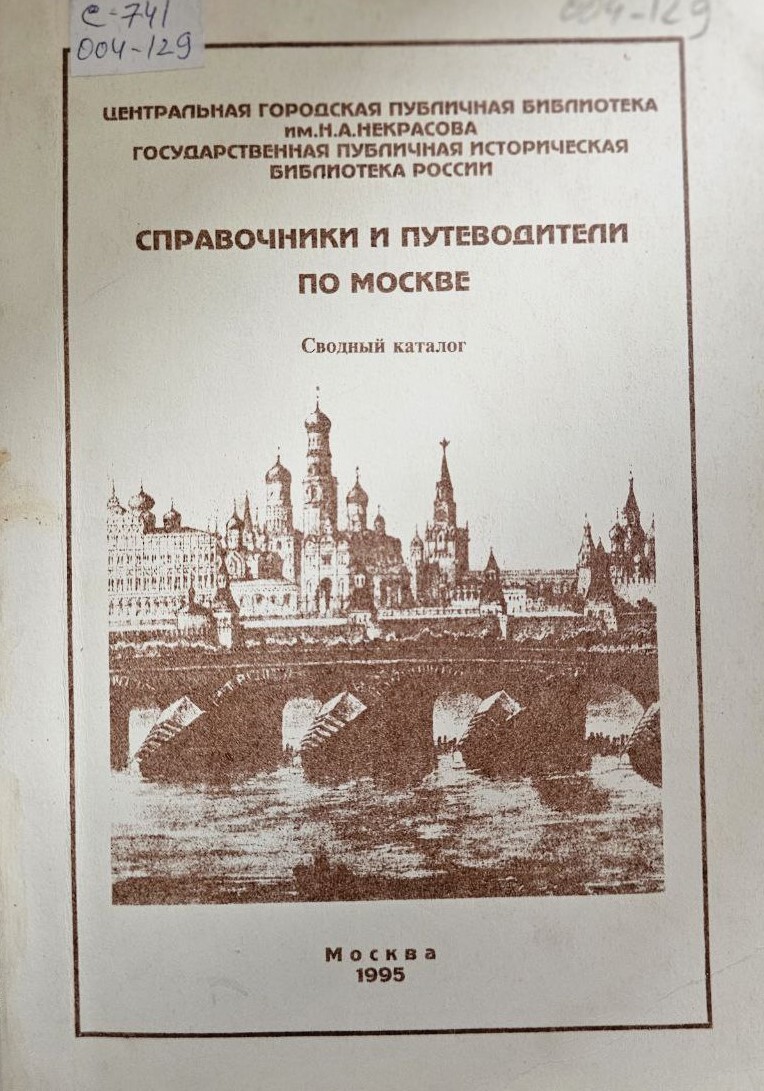 с-741
004-129
004-129
ЦЕНТРАЛЬНАЯ ГОРОДСКАЯ ПУБЛИЧНАЯ БИБЛИОТЕКА
ИМ.Н.А.НЕКРАСОВА
ГОСУДАРСТВЕННАЯ ПУБЛИЧНАЯ ИСТОРИЧЕСКАЯ
БИБЛИОТЕКА РОССИИ
СПРАВОЧНИКИ И ПУТЕВОДИТЕЛИ
ПО МОСКВЕ
Сводный каталог
Москва
1995